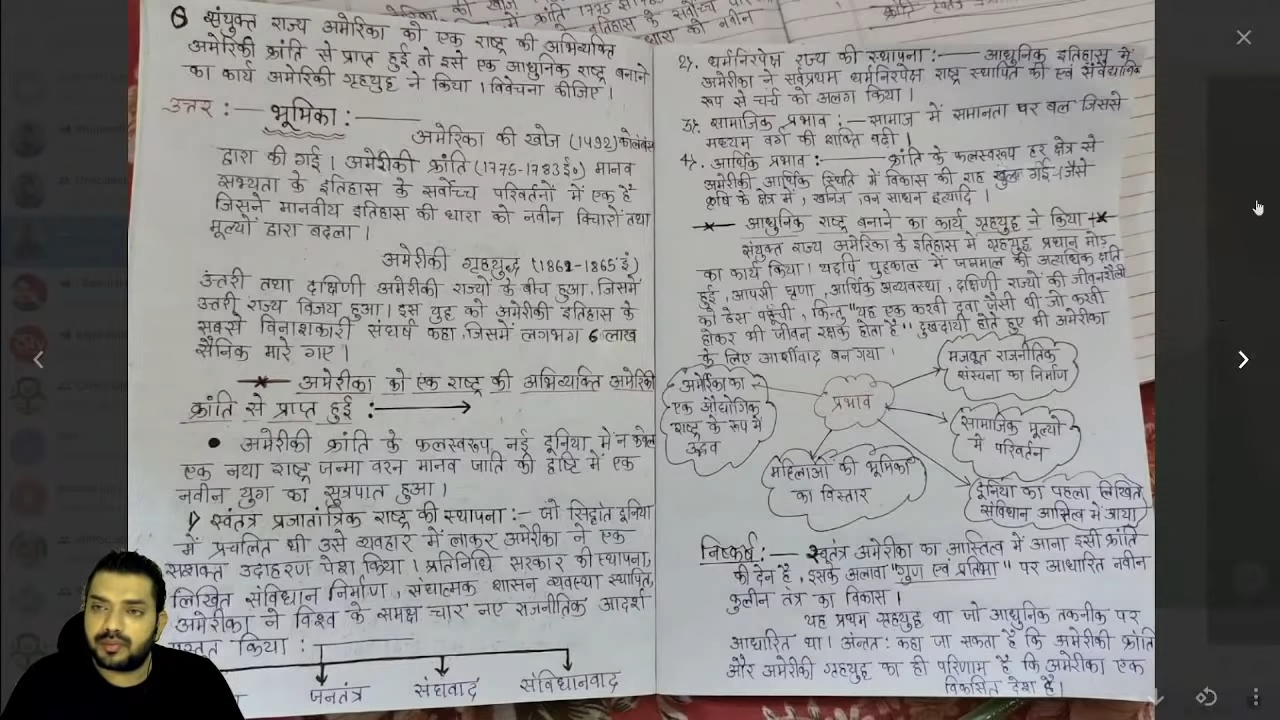 संयुक्त राज्य अमेरिका को एक राष्ट्र की अभिव्यक्ति
अमेरिकी क्रांति से प्राप्त हुई तो इसे एक आधुनिक राष्ट्र बनाने
का कार्य अमेरिकी गृहयुद्ध ने किया। विवेचना कीजिए।
उत्तर :— भूमिका :—
अमेरिका की खोज (1492) कोलंबस
द्वारा की गई। अमेरीकी क्रांति (1775-1783ई॰) मानव
सभ्यता के इतिहास के सर्वोच्च परिवर्तनों में एक है
जिसने मानवीय इतिहास की धारा को नवीन विचारों तथा
मूल्यों द्वारा बदला।
अमेरीकी गृहयुद्ध (1861-1865 ई)
उत्तरी तथा दक्षिणी अमेरीकी राज्यों के बीच हुआ, जिसमें
उत्तरी राज्य विजय हुआ। इस युद्ध को अमेरीकी इतिहास के
सबसे विनाशकारी संघर्ष कहा, जिसमें लगभग 6 लाख
सैनिक मारे गए।
अमेरीका को एक राष्ट्र की अभिव्यक्ति अमेरिकी
क्रांति से प्राप्त हुई :
• अमेरीकी क्रांति के फलस्वरूप नई दूनिया में न केवल
एक नया राष्ट्र जन्मा वरन मानव जाति की दृष्टि में एक
नवीन युग का सूत्रपात हुआ।
1) स्वतंत्र प्रजातांत्रिक राष्ट्र की स्थापना :- जो सिद्वांत दूनिया
में प्रचलित थी उसे व्यवहार में लाकर अमेरीका ने एक
सशक्त उदाहरण पेश किया। प्रतिनिधि सरकार की स्थापना,
लिखित संविधान निर्माण, संघात्मक शासन व्यवस्था स्थापित,
अमेरीका ने विश्व के समक्ष चार नए राजनीतिक आदर्श
प्रस्तुत किया :
जनतंत्र संघवाद संविधानवाद
2). धर्मनिरपेक्ष राज्य की स्थापना :— आधुनिक इतिहास में
अमेरीका ने सर्वप्रथम धर्मनिरपेक्ष राष्ट्र स्थापित की एवं संवैधानिक
रूप से चर्च को अलग किया।
3). सामाजिक प्रभाव :— सामाज में समानता पर बल जिससे
मध्यम वर्ग की शक्ति बढ़ी।
4). आर्थिक प्रभाव :— क्रांति के फलस्वरूप हर क्षेत्र से
अमेरीकी आर्थिक स्थिति में विकास की राह खुल गई - जैसे
कृषि के क्षेत्र में, खनिज, वन साधन इत्यादि।
आधुनिक राष्ट्र बनाने का कार्य गृहयुद्ध ने किया
संयुक्त राज्य अमेरिका के इतिहास में गृहयुद्ध प्रधान मोड़
का कार्य किया। यद्यपि युद्धकाल में जनमाल की अत्यधिक क्षति
हुई, आपसी घृणा, आर्थिक अव्यवस्था, दक्षिणी राज्यों की जीवनशैली
को ठेस पहुँची, किन्तु "यह एक करवी दवा जैसी थी जो करवी
होकर भी जीवन रक्षक होता है" दुखदायी होते हुए भी अमेरीका
के लिए आर्शीवाद बन गया।
प्रभाव
मजबूत राजनीतिक
संरचना का निर्माण
अमेरीका का
एक औद्योगिक
राष्ट्र के रूप में
उद्भव
सामाजिक मूल्यो
में परिवर्तन
महिलाओं की भूमिका
का विस्तार
दूनिया का पहला लिखित
संविधान अस्तित्व में आया
निष्कर्ष :— स्वतंत्र अमेरीका का अस्तित्व में आना इसी क्रांति
की देन है, इसके अलावा "गुण एवं प्रतिभा" पर आधारित नवीन
कुलीन तंत्र का विकास।
यह प्रथम गृहयुद्ध था जो आधुनिक तकनीक पर
आधारित था। अंततः कहा जा सकता है कि अमेरीकी क्रांति
और अमेरीकी गृहयुद्ध का ही परिणाम है कि अमेरीका एक
विकसित देश है।